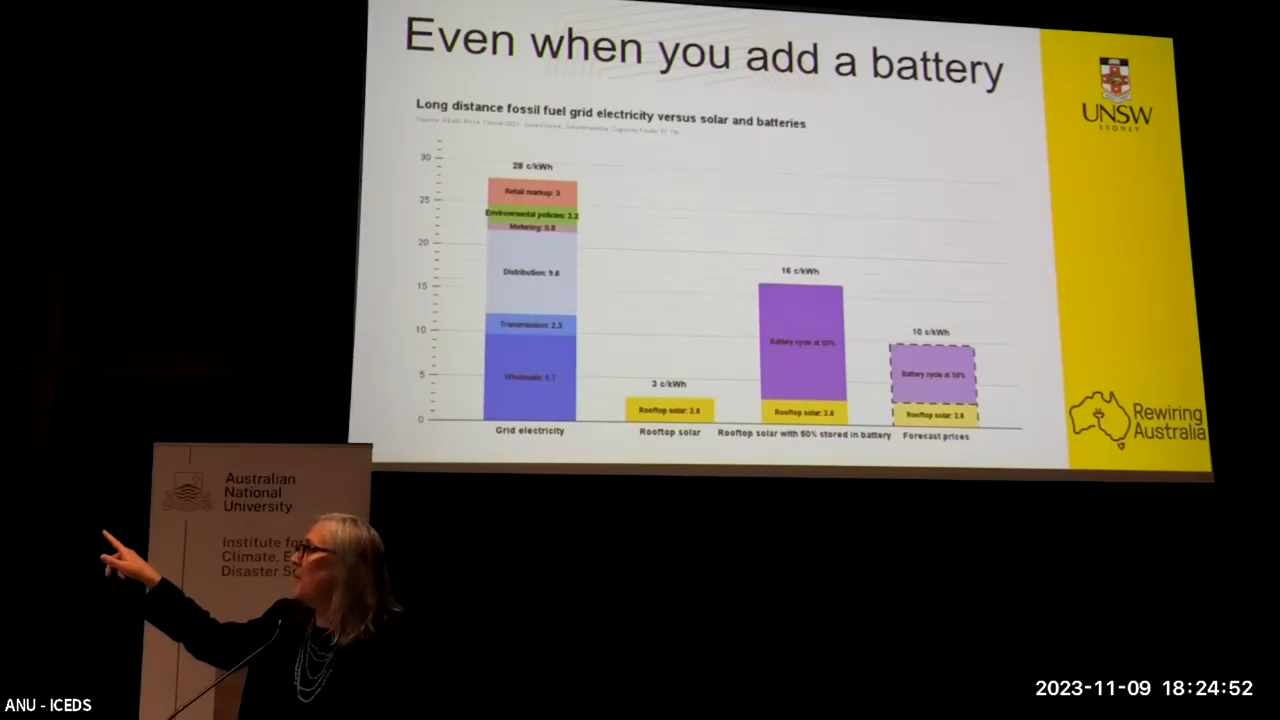 Even when you add a battery
UNSW
SYDNEY
Long distance fossil fuel grid electricity versus solar and batteries
30
25
20
15
10
5
0
28 c/kWh
Retail markup: 3
Environmental policies: 2.2
Metering: 0.8
Distribution: 9.8
Transmission: 2.3
Wholesale: 9.7
3 c/kWh
Rooftop solar: 2.8
16 c/kWh
Battery cycle at 50%
Rooftop solar: 2.8
10 c/kWh
Battery cycle at 50%
Rooftop solar: 2.8
Grid electricity
Rooftop solar
Rooftop solar with 50% stored in battery
Forecast prices
Rewiring
Australia
Australian
National
University
Institute for
Climate, E
Disaster S
ANU - ICEDS
2023-11-09 18:24:52